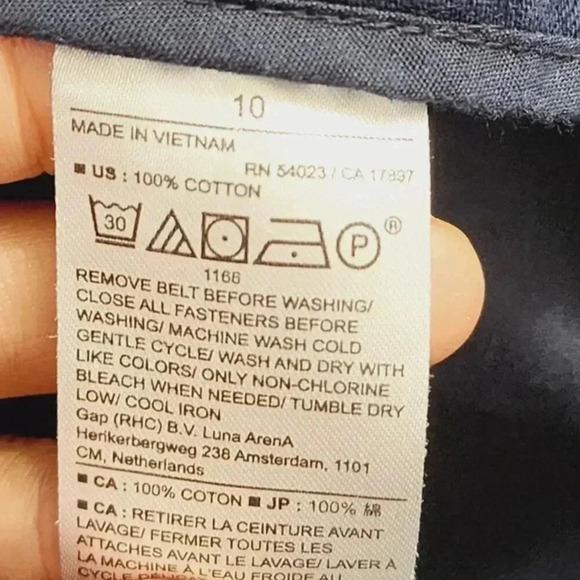 10
MADE IN VIETNAM
RN 54023 / CA 17897
■ US : 100% COTTON
30 P ®
1166
REMOVE BELT BEFORE WASHING/
CLOSE ALL FASTENERS BEFORE
WASHING/ MACHINE WASH COLD
GENTLE CYCLE/ WASH AND DRY WITH
LIKE COLORS/ ONLY NON-CHLORINE
BLEACH WHEN NEEDED/ TUMBLE DRY
LOW/ COOL IRON
Gap (RHC) B.V. Luna ArenA
Herikerbergweg 238 Amsterdam, 1101
CM, Netherlands
■ CA : 100% COTON ■ JP : 100% 綿
■ CA : RETIRER LA CEINTURE AVANT
LAVAGE/ FERMER TOUTES LES
ATTACHES AVANT LE LAVAGE/ LAVER À
LA MACHINE À L'EAU FROIDE AU
CYCLE